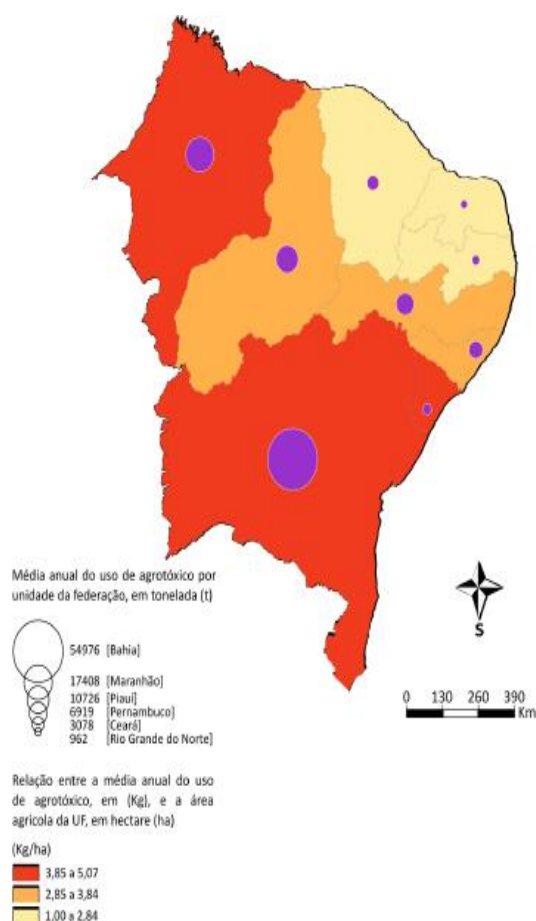 Média anual do uso de agrotóxico por
unidade da federação, em tonelada (t)
54976 [Bahia]
17408 [Maranhão]
10726 [Piauí]
6919 [Pernambuco]
3078 [Ceará]
962 [Rio Grande do Norte]
S
0 130 260 390
Km
Relação entre a média anual do uso
de agrotóxico, em (Kg), e a área
agrícola da UF, em hectare (ha)
(Kg/ha)
3,85 a 5,07
2,85 a 3,84
1,00 a 2,84